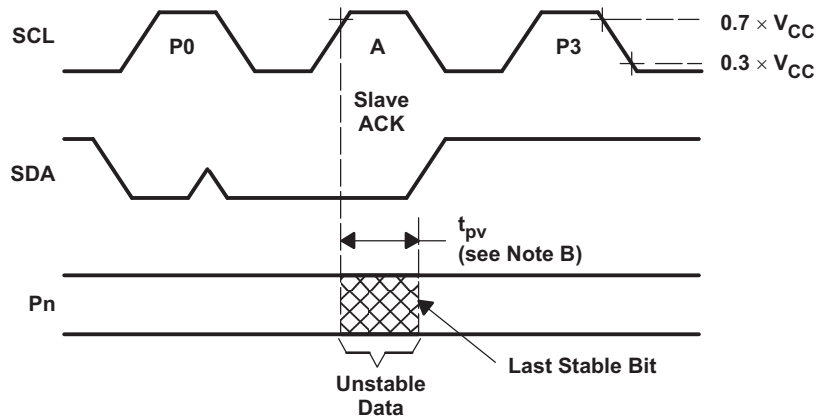 SCL
P0
A
P3
0.7 × VCC
0.3 × VCC
Slave
ACK
SDA
tpv
(see Note B)
Pn
Last Stable Bit
Unstable
Data